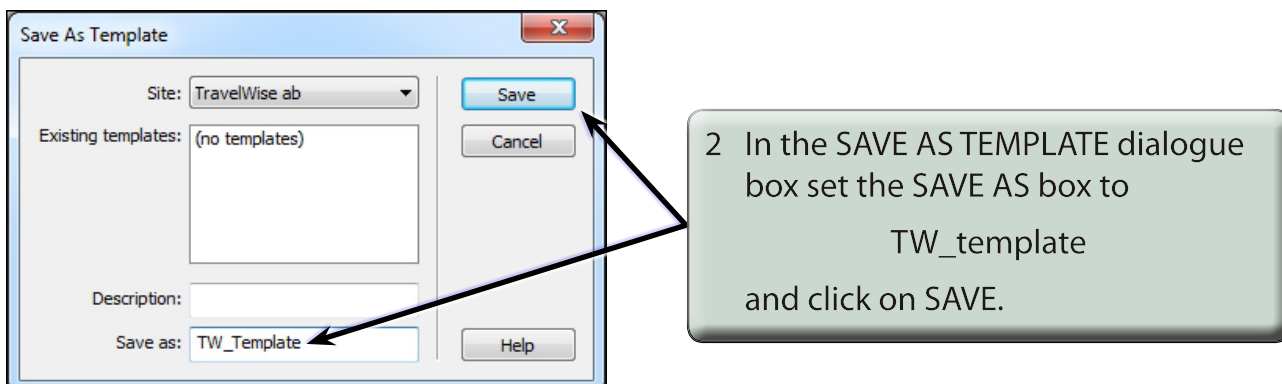 Save As Template
Site: TravelWise ab
Save
Existing templates: (no templates)
Cancel
Description:
Save as: TW_Template
Help
2 In the SAVE AS TEMPLATE dialogue
box set the SAVE AS box to
TW_template
and click on SAVE.